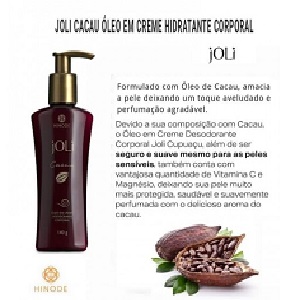 JOLI CACAU ÓLEO EM CREME HIDRATANTE CORPORAL
jOLi
Formulado com Óleo de Cacau, amacia
a pele deixando um toque aveludado e
perfumação agradável.
Devido a sua composição com Cacau,
o Óleo em Creme Desodorante
Corporal Joli Cupuaçu, além de ser
seguro e suave mesmo para as peles
sensíveis, também conta com
vantajosa quantidade de Vitamina C e
Magnésio, deixando sua pele muito
mais protegida, saudável e suavemente
perfumada com o delicioso aroma do
cacau.
HINODE
jOLi
140g
HINODE